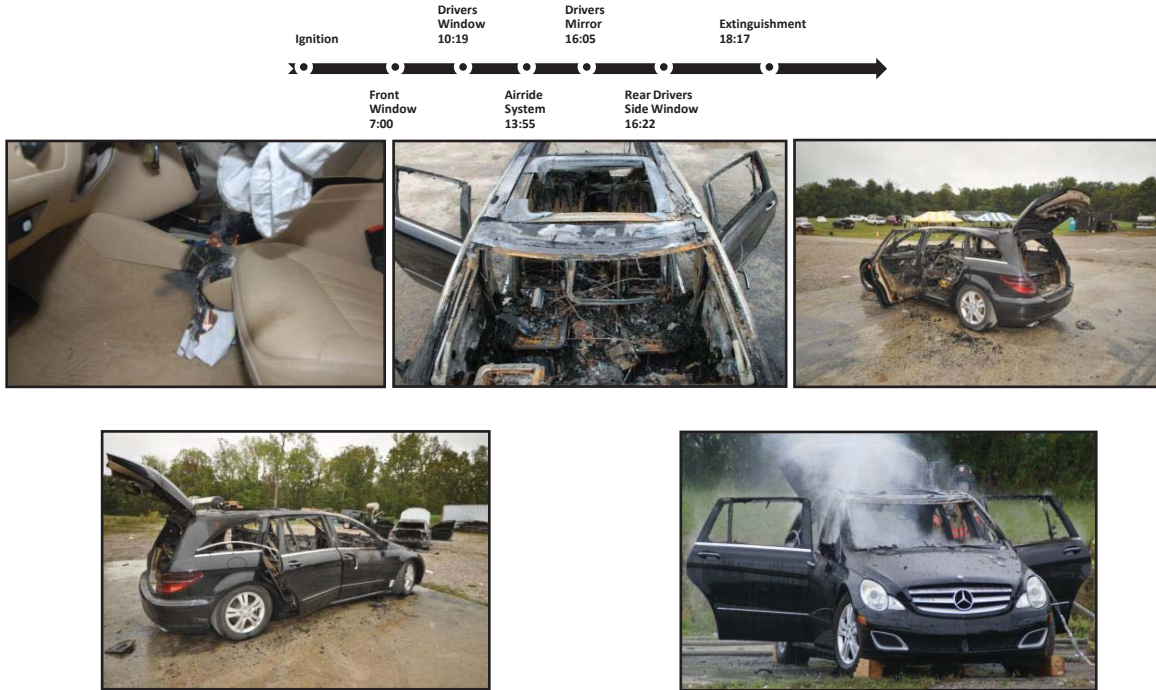 Ignition
Drivers
Window
10:19
Drivers
Mirror
16:05
Extinguishment
18:17
Front
Window
7:00
Airride
System
13:55
Rear Drivers
Side Window
16:22